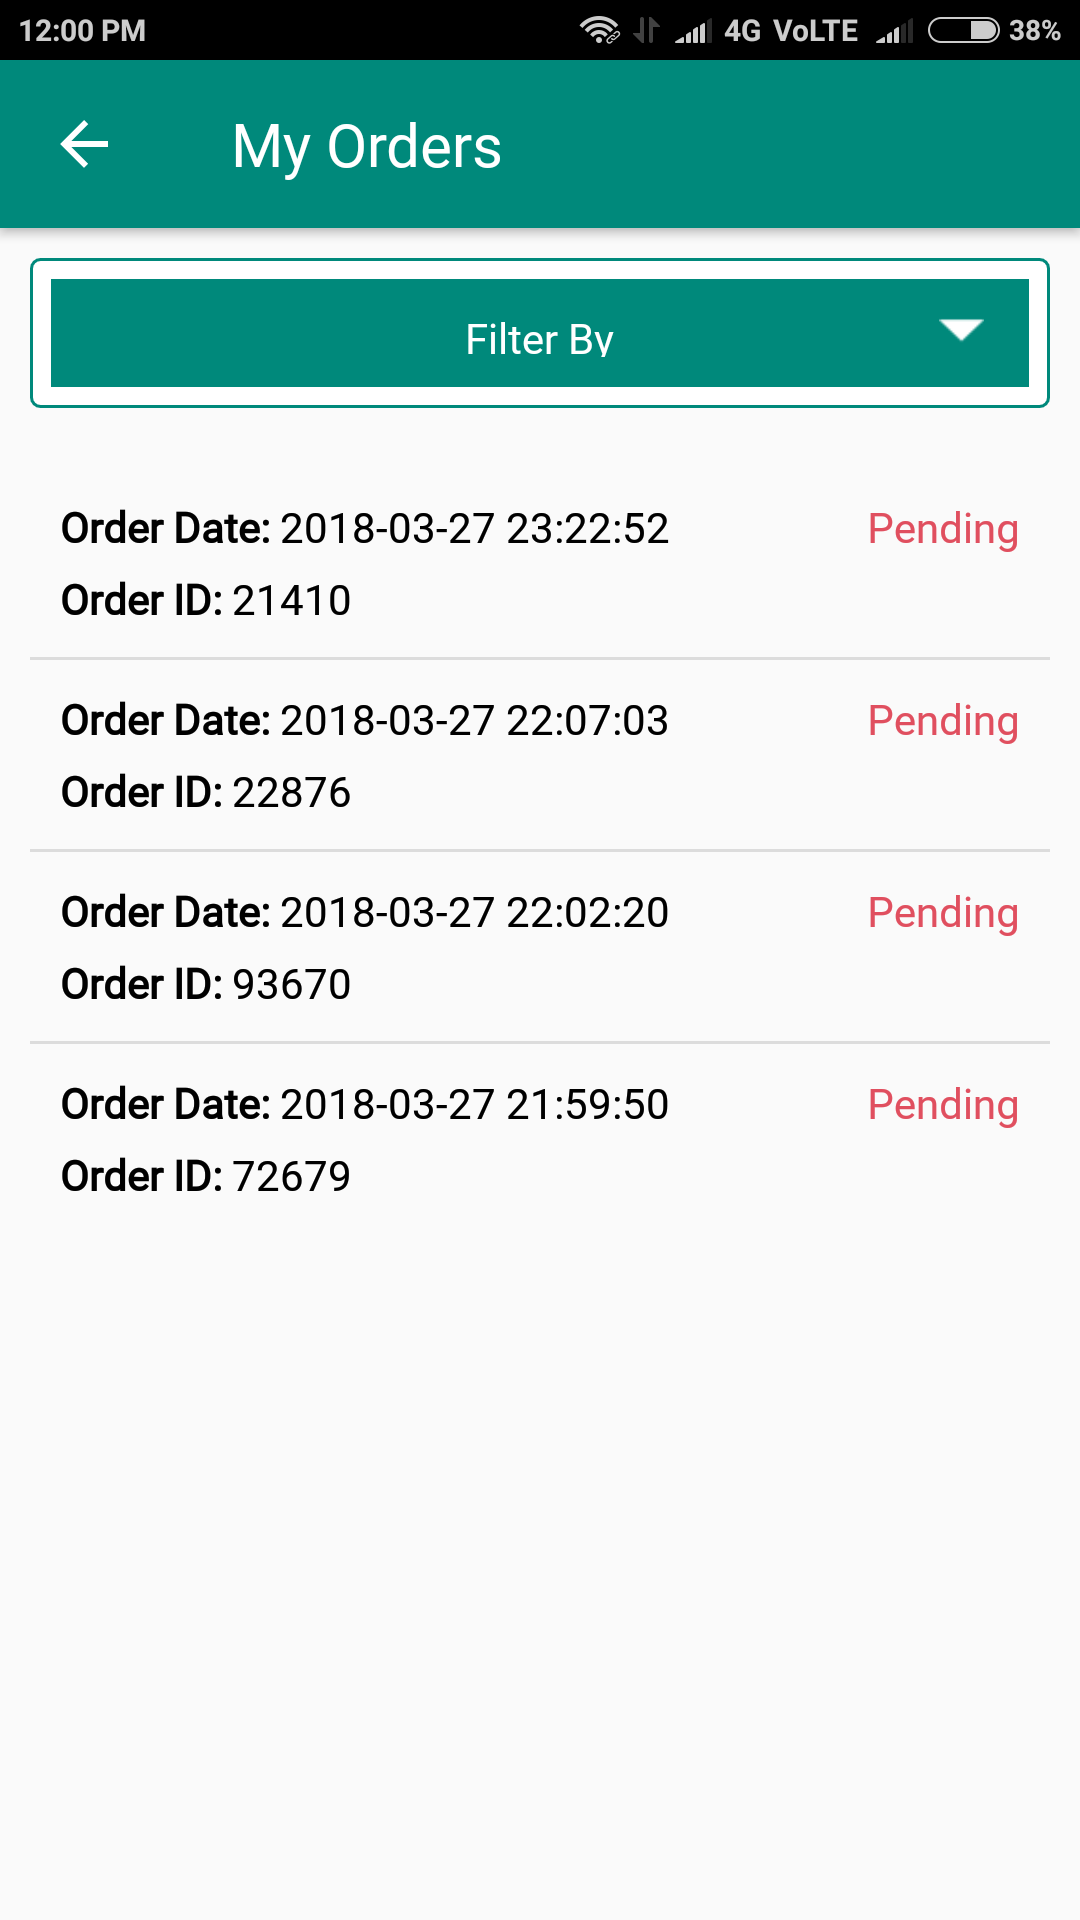 12:00 PM 4G VoLTE 38%
My Orders
Filter By
Order Date: 2018-03-27 23:22:52 Pending
Order ID: 21410
Order Date: 2018-03-27 22:07:03 Pending
Order ID: 22876
Order Date: 2018-03-27 22:02:20 Pending
Order ID: 93670
Order Date: 2018-03-27 21:59:50 Pending
Order ID: 72679